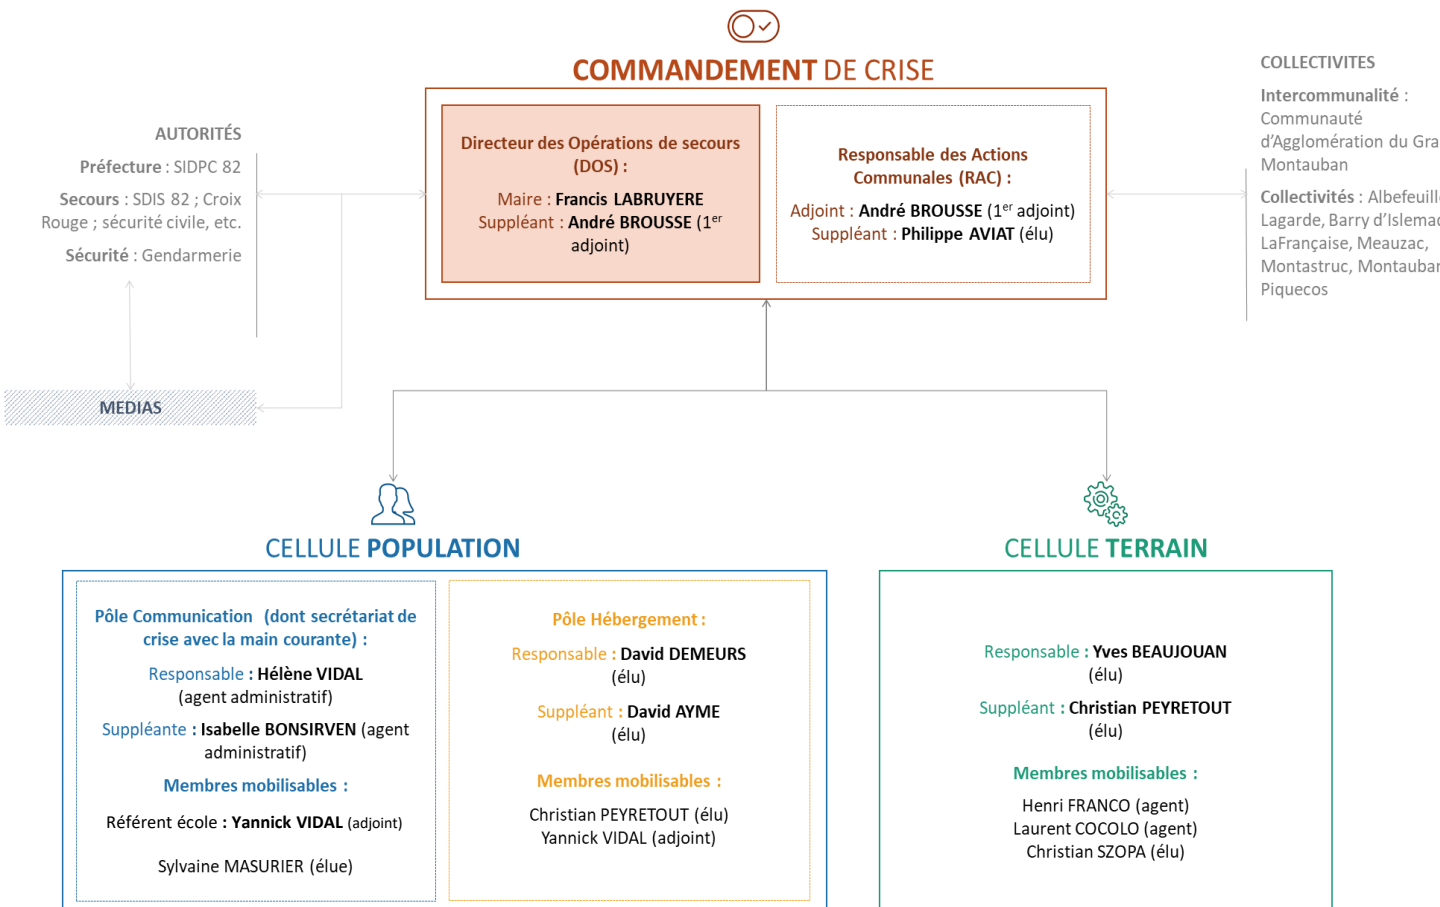 COMMANDEMENT DE CRISE
AUTORITÉS
Préfecture : SIDPC 82
Secours : SDIS 82 ; Croix
Rouge ; sécurité civile, etc.
Sécurité : Gendarmerie
MEDIAS
Directeur des Opérations de secours
(DOS) :
Maire : Francis LABRUYERE
Suppléant : André BROUSSE (1er
adjoint)
Responsable des Actions
Communales (RAC) :
Adjoint : André BROUSSE (1er adjoint)
Suppléant : Philippe AVIAT (élu)
COLLECTIVITES
Intercommunalité :
Communauté
d’Agglomération du
Montauban
Collectivités :
Lagarde, Barry
LaFrançaise, Meauzac,
Montastruc,
Piquecos
CELLULE POPULATION
Pôle Communication (dont secrétariat de
crise avec la main courante) :
Responsable : Hélène VIDAL
(agent administratif)
Suppléante : Isabelle BONSIRVEN (agent
administratif)
Membres mobilisables :
Référent école : Yannick VIDAL (adjoint)
Sylvaine MASURIER (élue)
Pôle Hébergement :
Responsable : David DEMEURS
(élu)
Suppléant : David AYME
(élu)
Membres mobilisables :
Christian PEYRETOUT (élu)
Yannick VIDAL (adjoint)
CELLULE TERRAIN
Responsable : Yves BEAUJOUAN
(élu)
Suppléant : Christian PEYRETOUT
(élu)
Membres mobilisables :
Henri FRANCO (agent)
Laurent COCOLO (agent)
Christian SZOPA (élu)